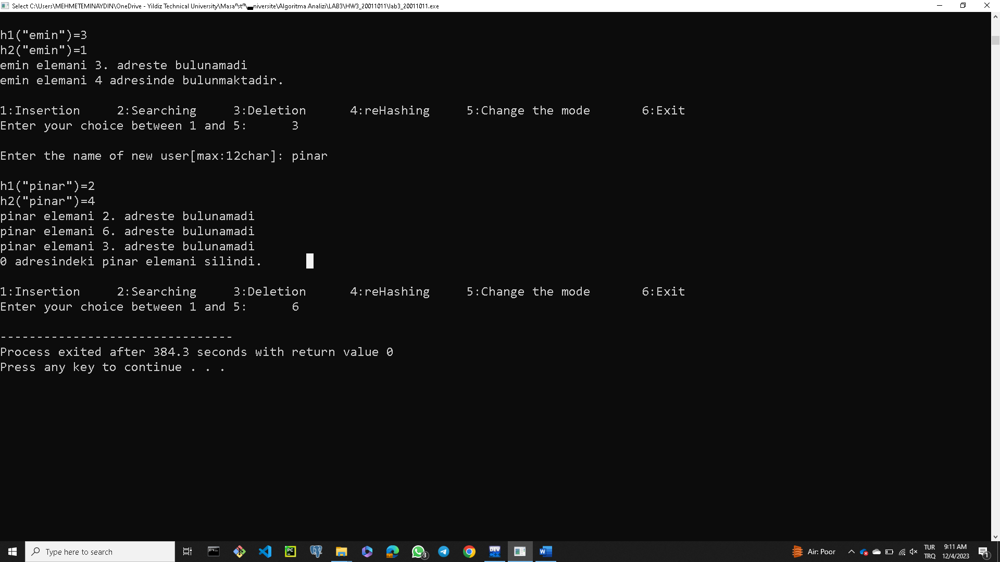 Select C:\Users\MEHMETEMINAYDIN\OneDrive - Yildiz Technical University\Masaⁿstⁿ\▄niversite\Algoritma Analizi\LAB3\HW3_20011011\lab3_20011011.exe
h1("emin")=3
h2("emin")=1
emin elemani 3. adreste bulunamadi
emin elemani 4 adresinde bulunmaktadir.
1:Insertion 2:Searching 3:Deletion 4:reHashing 5:Change the mode 6:Exit
Enter your choice between 1 and 5: 3
Enter the name of new user[max:12char]: pinar
h1("pinar")=2
h2("pinar")=4
pinar elemani 2. adreste bulunamadi
pinar elemani 6. adreste bulunamadi
pinar elemani 3. adreste bulunamadi
0 adresindeki pinar elemani silindi.
1:Insertion 2:Searching 3:Deletion 4:reHashing 5:Change the mode 6:Exit
Enter your choice between 1 and 5: 6
--------------------------------
Process exited after 384.3 seconds with return value 0
Press any key to continue . . .
Type here to search
PC
3
DEV
W
Air: Poor
TUR
TRQ
9:11 AM
12/4/2023
1